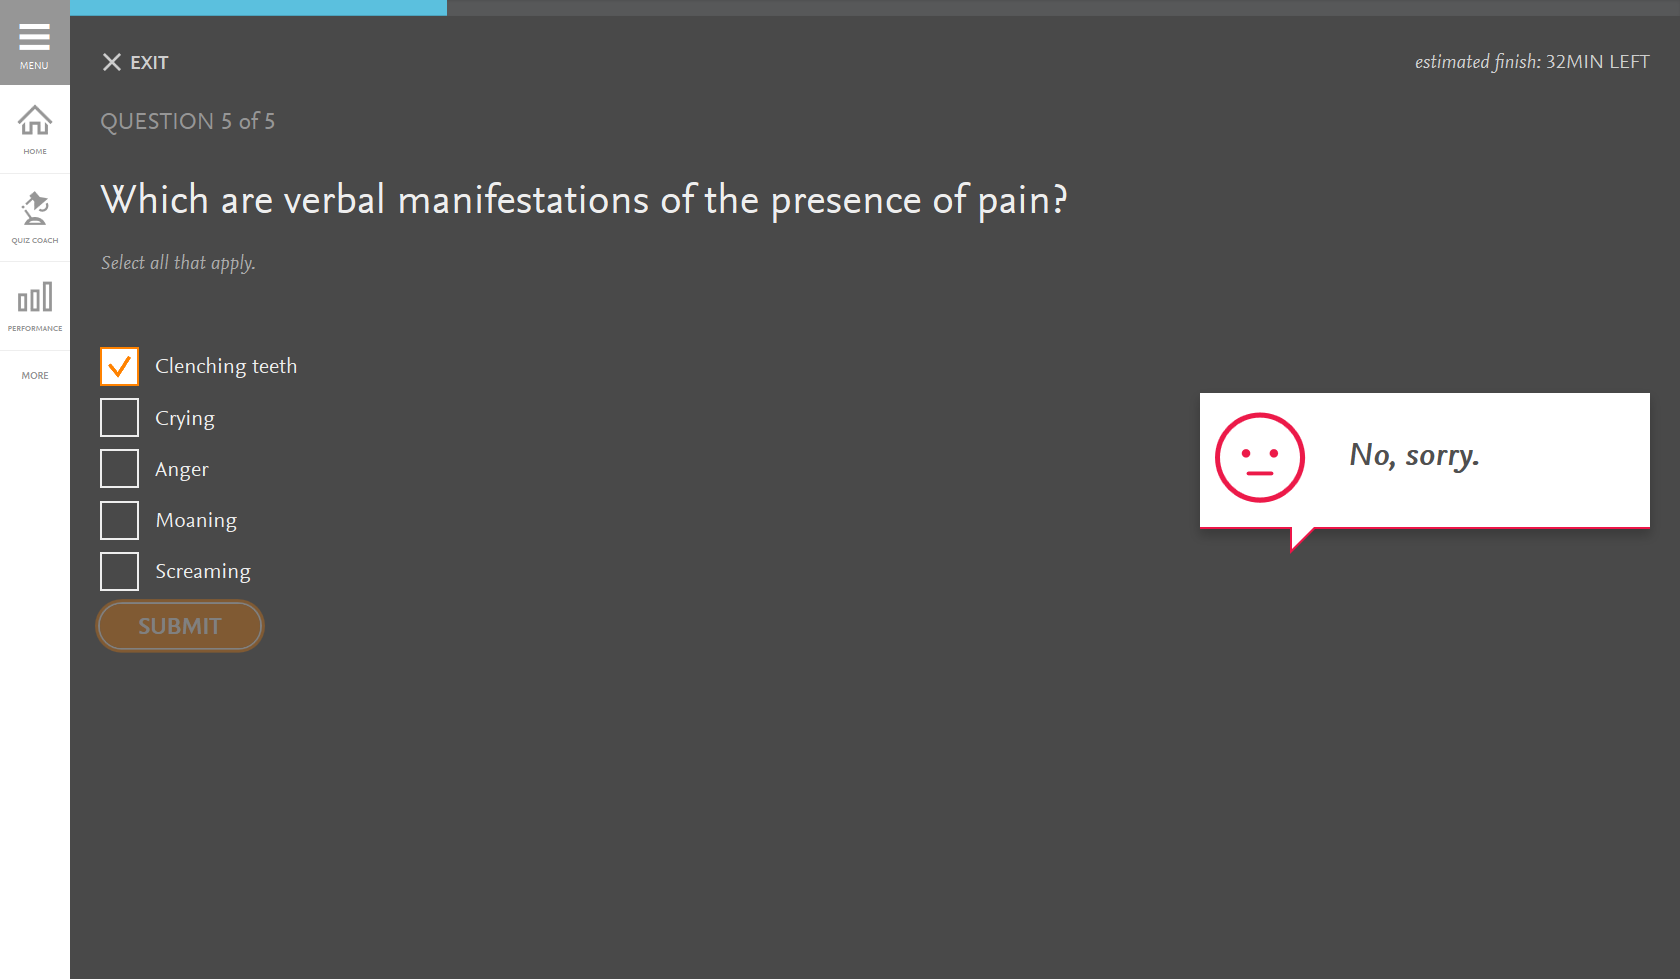 MENU
HOME
QUIZ COACH
PERFORMANCE
MORE
EXIT
estimated finish: 32MIN LEFT
QUESTION 5 of 5
Which are verbal manifestations of the presence of pain?
Select all that apply.
Clenching teeth
Crying
Anger
Moaning
Screaming
SUBMIT
No, sorry.